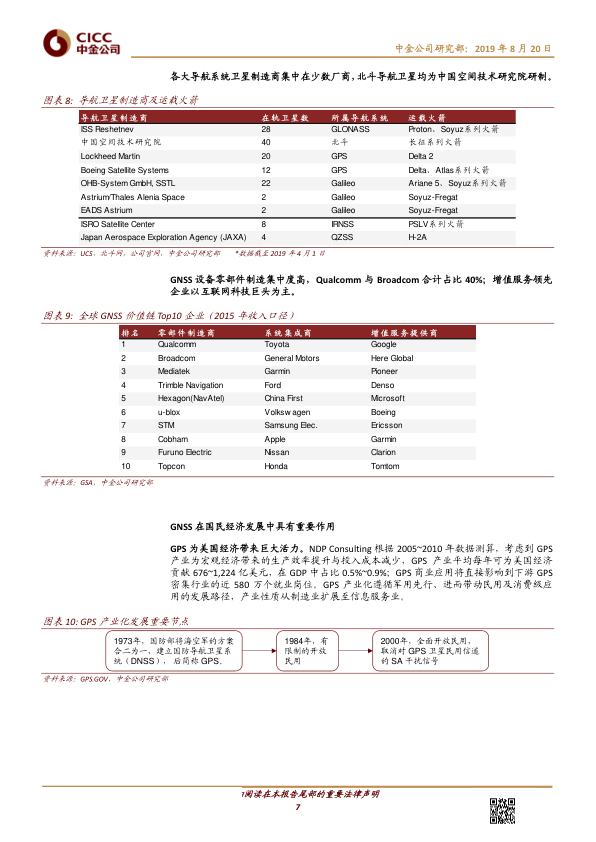 CICC
中金公司
中金公司研究部：2019 年 8 月 20 日
各大导航系统卫星制造商集中在少数厂商，北斗导航卫星均为中国空间技术研究院研制。
图表 8: 导航卫星制造商及运载火箭
导航卫星制造商 在轨卫星数 所属导航系统 运载火箭
ISS Reshetnev 28 GLONASS Proton、Soyuz系列火箭
中国空间技术研究院 40 北斗 长征系列火箭
Lockheed Martin 20 GPS Delta 2
Boeing Satellite Systems 12 GPS Delta、Atlas系列火箭
OHB-System GmbH, SSTL 22 Galileo Ariane 5、Soyuz系列火箭
Astrium/Thales Alenia Space 2 Galileo Soyuz-Fregat
EADS Astrium 2 Galileo Soyuz-Fregat
ISRO Satellite Center 8 IRNSS PSLV系列火箭
Japan Aerospace Exploration Agency (JAXA) 4 QZSS H-2A
资料来源：UCS，北斗网，公司官网，中金公司研究部 *数据截至 2019 年 4 月 1 日
GNSS 设备零部件制造集中度高，Qualcomm 与 Broadcom 合计占比 40%；增值服务领先
企业以互联网科技巨头为主。
图表 9: 全球 GNSS 价值链 Top10 企业（2015 年收入口径）
排名 零部件制造商 系统集成商 增值服务提供商
1 Qualcomm Toyota Google
2 Broadcom General Motors Here Global
3 Mediatek Garmin Pioneer
4 Trimble Navigation Ford Denso
5 Hexagon(NavAtel) China First Microsoft
6 u-blox Volkswagen Boeing
7 STM Samsung Elec. Ericsson
8 Cobham Apple Garmin
9 Furuno Electric Nissan Clarion
10 Topcon Honda Tomtom
资料来源：GSA，中金公司研究部
GNSS 在国民经济发展中具有重要作用
GPS 为美国经济带来巨大活力。NDP Consulting 根据 2005~2010 年数据测算，考虑到 GPS
产业为宏观经济带来的生产效率提升与投入成本减少，GPS 产业平均每年可为美国经济
贡献 676~1,224 亿美元，在 GDP 中占比 0.5%~0.9%；GPS 商业应用将直接影响到下游 GPS
密集行业的近 580 万个就业岗位。GPS 产业化遵循军用先行、进而带动民用及消费级应
用的发展路径，产业性质从制造业扩展至信息服务业。
图表 10: GPS 产业化发展重要节点
1973年，国防部将海空军的方案
合二为一，建立国防导航卫星系
统（DNSS），后简称 GPS.
1984年，有
限制的开放
民用
2000年，全面开放民用，
取消对 GPS 卫星民用信道
的 SA 干扰信号
资料来源：GPS.GOV，中金公司研究部
阅读在本报告尾部的重要法律声明
7